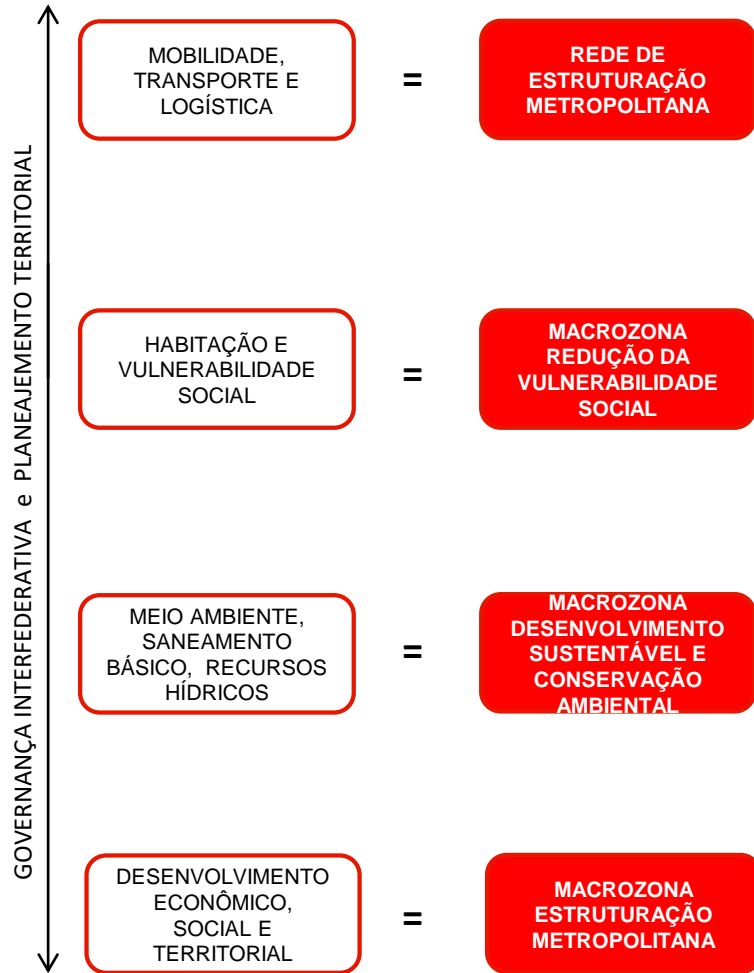 GOVERNANÇA INTERFEDERATIVA e PLANEAJEMENTO TERRITORIAL
MOBILIDADE,
TRANSPORTE E
LOGÍSTICA
=
REDE DE
ESTRUTURAÇÃO
METROPOLITANA
HABITAÇÃO E
VULNERABILIDADE
SOCIAL
=
MACROZONA
REDUÇÃO DA
VULNERABILIDADE
SOCIAL
MEIO AMBIENTE,
SANEAMENTO
BÁSICO, RECURSOS
HÍDRICOS
=
MACROZONA
DESENVOLVIMENTO
SUSTENTÁVEL E
CONSERVAÇÃO
AMBIENTAL
DESENVOLVIMENTO
ECONÔMICO,
SOCIAL E
TERRITORIAL
=
MACROZONA
ESTRUTURAÇÃO
METROPOLITANA